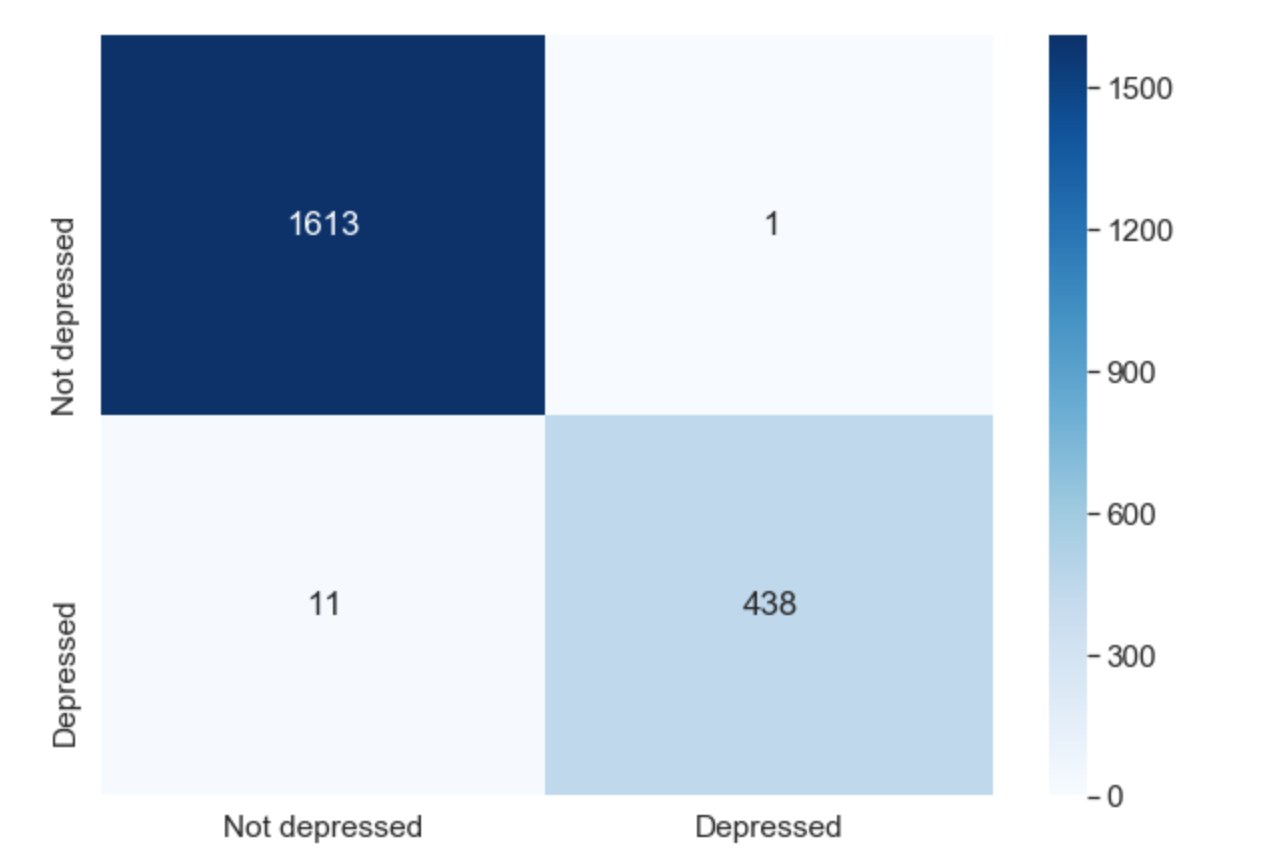 Not depressed
1613
1
Depressed
11
438
Not depressed
Depressed
1500
1200
900
600
300
0